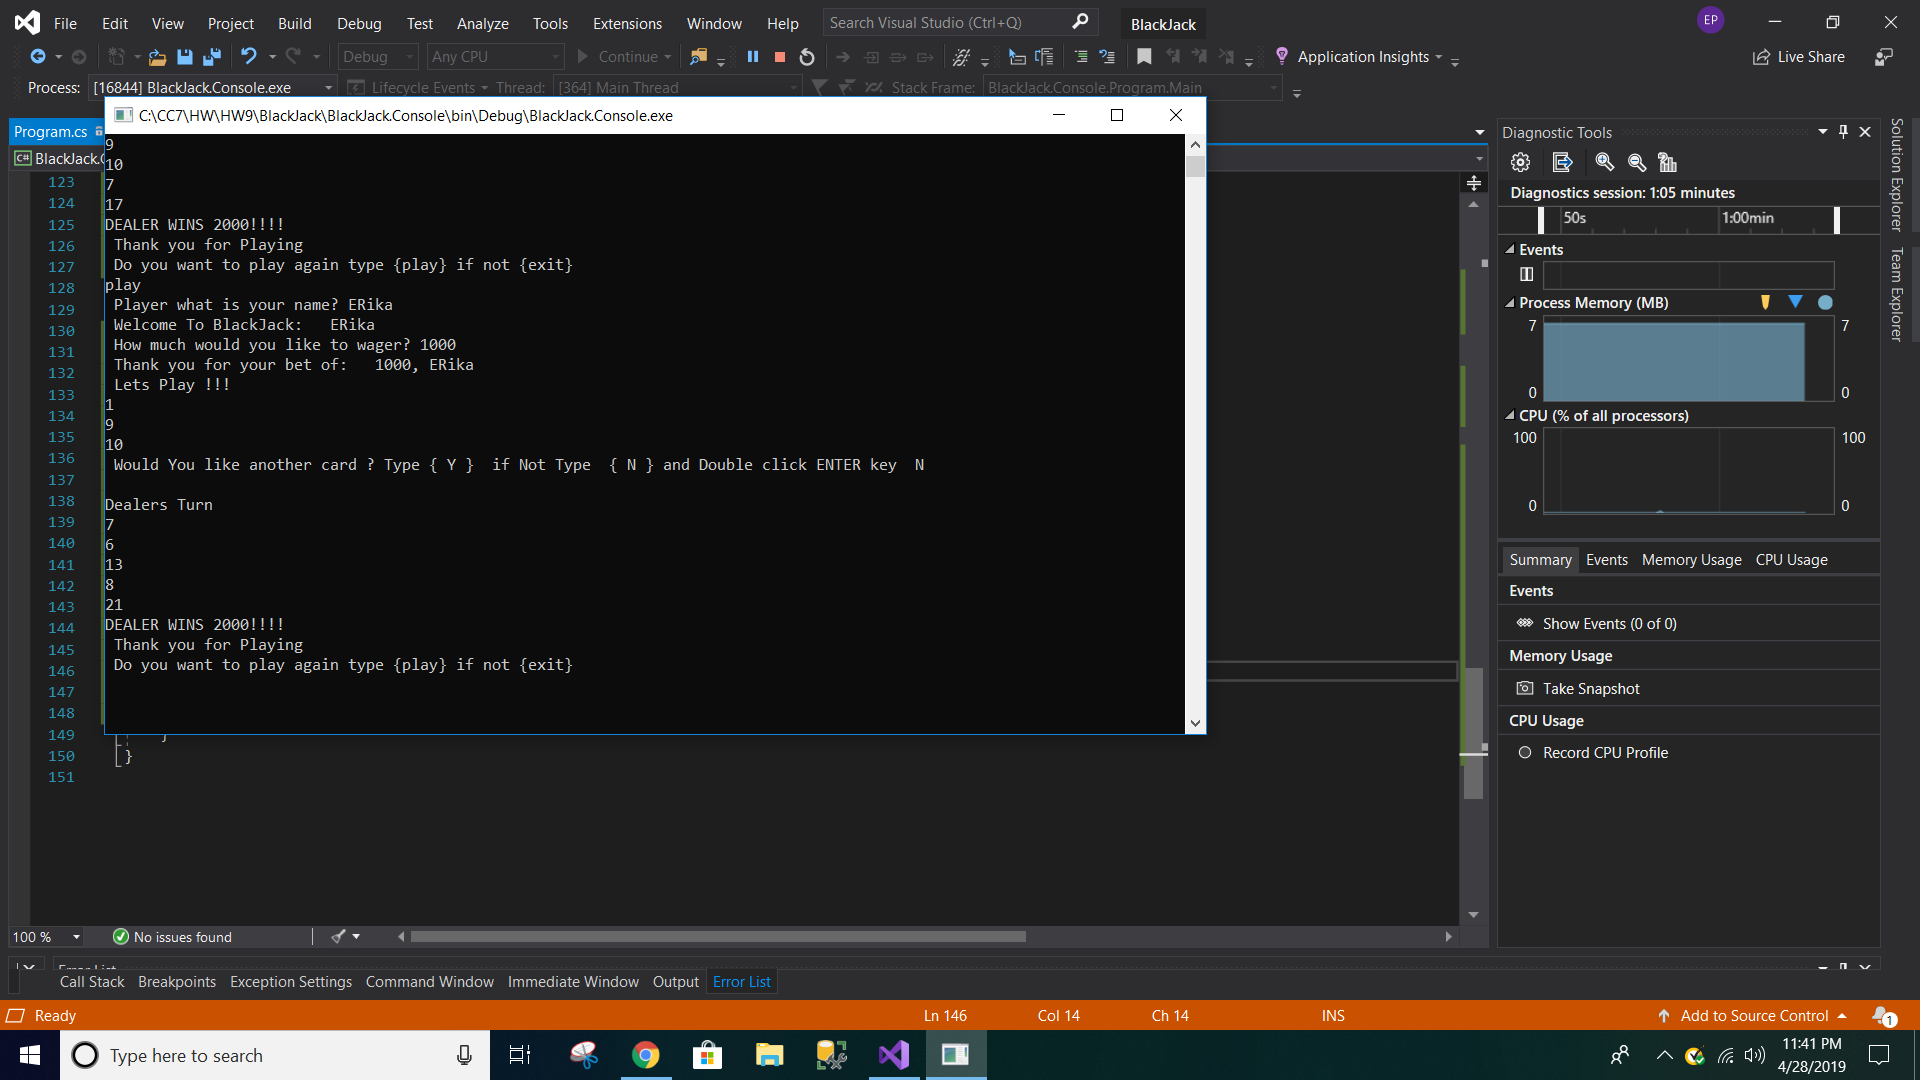 File Edit View Project Build Debug Test Analyze Tools Extensions Window Help Search Visual Studio (Ctrl+Q) BlackJack EP
Debug Any CPU Continue Application Insights Live Share
Process: [16844] BlackJack.Console.exe Lifecycle Events Thread: [364] Main Thread Stack Frame: BlackJack.Console.Program.Main
C:\CC7\HW\HW9\BlackJack\BlackJack.Console\bin\Debug\BlackJack.Console.exe
Program.cs
C# BlackJack.C
9
10
7
17
DEALER WINS 2000!!!!
Thank you for Playing
Do you want to play again type {play} if not {exit}
play
Player what is your name? ERika
Welcome To BlackJack:   ERika
How much would you like to wager? 1000
Thank you for your bet of:   1000, ERika
Lets Play !!!
1
9
10
Would You like another card ? Type { Y }  if Not Type  { N } and Double click ENTER key  N
Dealers Turn
7
6
13
8
21
DEALER WINS 2000!!!!
Thank you for Playing
Do you want to play again type {play} if not {exit}
123
124
125
126
127
128
129
130
131
132
133
134
135
136
137
138
139
140
141
142
143
144
145
146
147
148
149 }
150 }
151
Diagnostic Tools
Diagnostics session: 1:05 minutes
50s 1:00min
Events
Process Memory (MB)
7 7
0 0
CPU (% of all processors)
100 100
0 0
Summary Events Memory Usage CPU Usage
Events
Show Events (0 of 0)
Memory Usage
Take Snapshot
CPU Usage
Record CPU Profile
Solution Explorer
Team Explorer
100 % No issues found
Error List
Call Stack Breakpoints Exception Settings Command Window Immediate Window Output Error List
Ready Ln 146 Col 14 Ch 14 INS Add to Source Control 1
Type here to search
11:41 PM
4/28/2019